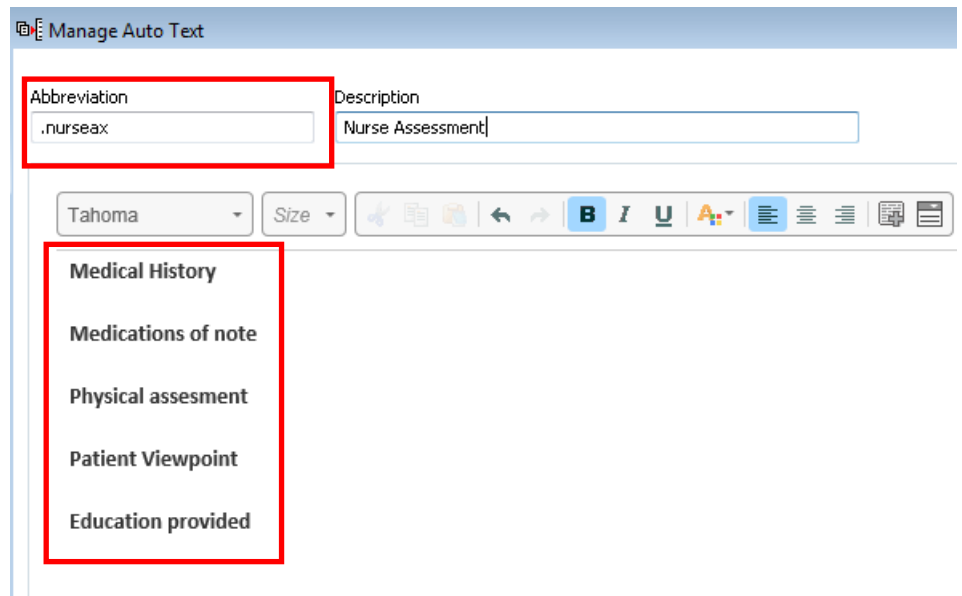 Manage Auto Text
Abbreviation Description
.nurseax Nurse Assessment
Tahoma Size B I U A
Medical History
Medications of note
Physical assesment
Patient Viewpoint
Education provided